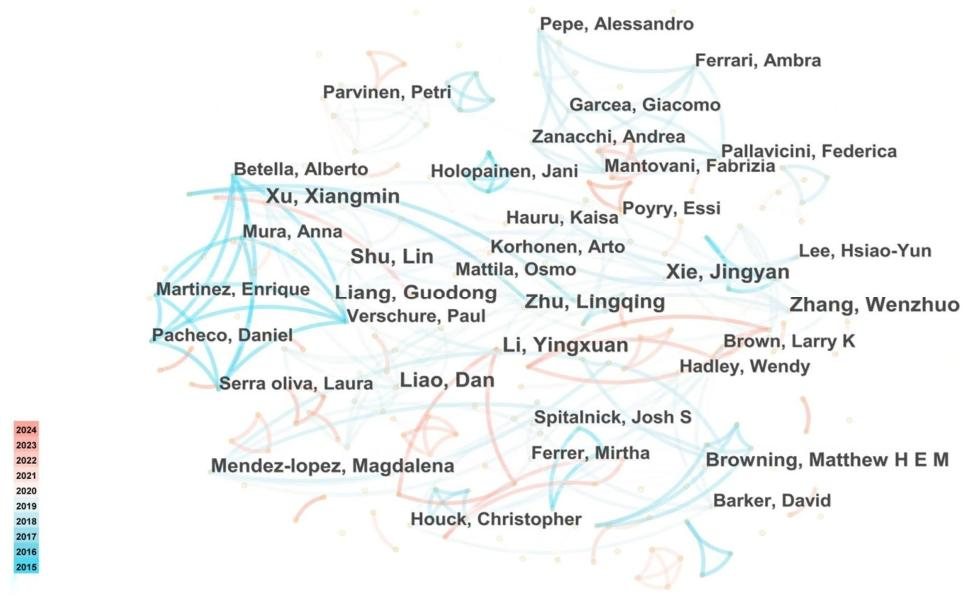 Pepe, Alessandro
Ferrari, Ambra
Parvinen, Petri
Garcea, Giacomo
Zanacchi, Andrea
Pallavicini, Federica
Betella, Alberto
Holopainen, Jani
Mantovani, Fabrizia
Xu, Xiangmin
Hauru, Kaisa
Poyry, Essi
Mura, Anna
Korhonen, Arto
Lee, Hsiao-Yun
Shu, Lin
Mattila, Osmo
Xie, Jingyan
Martinez, Enrique
Liang, Guodong
Zhu, Lingqing
Zhang, Wenzhuo
Verschure, Paul
Pacheco, Daniel
Li, Yingxuan
Brown, Larry K
Hadley, Wendy
Serra oliva, Laura
Liao, Dan
Spitalnick, Josh S
Ferrer, Mirtha
Mendez-lopez, Magdalena
Browning, Matthew H E M
Barker, David
Houck, Christopher
2024
2023
2022
2021
2020
2019
2018
2017
2016
2015